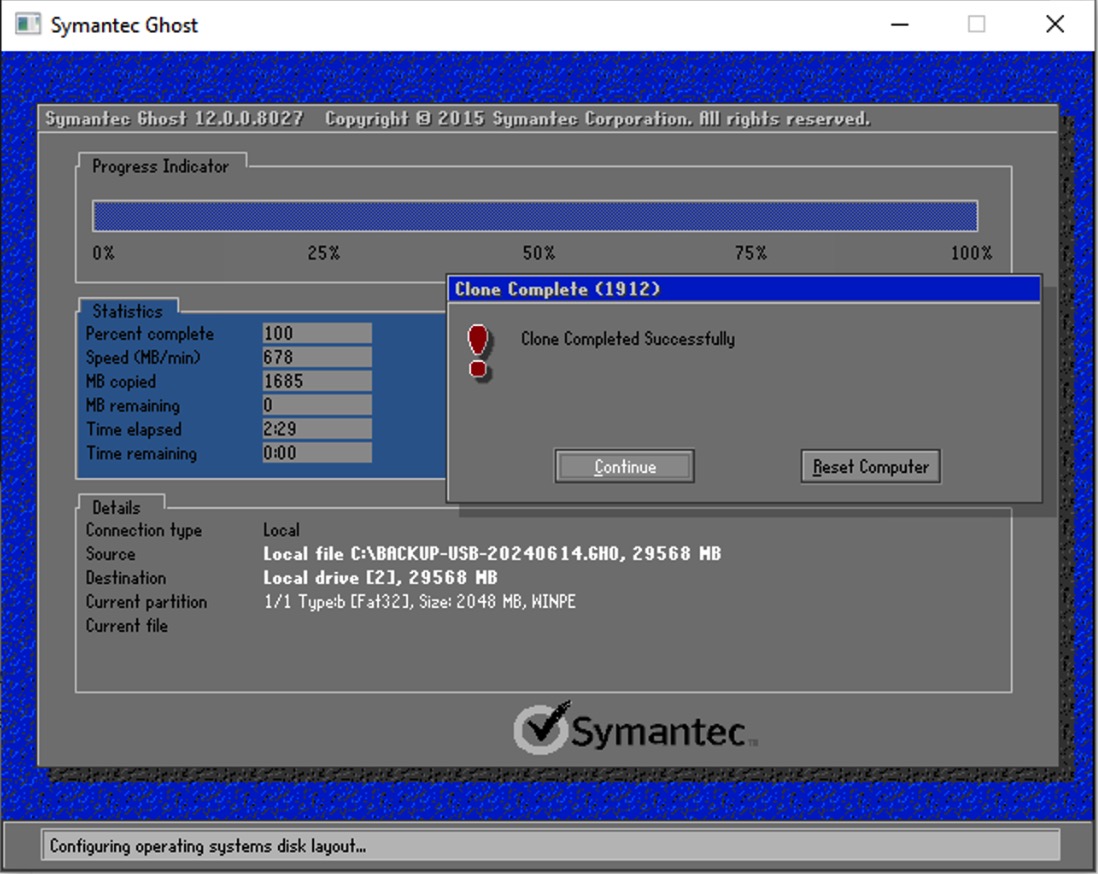 Symantec Ghost
Symantec Ghost 12.0.0.8027 Copyright © 2015 Symantec Corporation. All rights reserved.
Progress Indicator
0% 25% 50% 75% 100%
Clone Complete (1912)
Clone Completed Successfully
Continue Reset Computer
Statistics
Percent complete 100
Speed (MB/min) 678
MB copied 1685
MB remaining 0
Time elapsed 2:29
Time remaining 0:00
Details
Connection type Local
Source Local file C:\BACKUP-USB-20240614.GHO, 29568 MB
Destination Local drive [2], 29568 MB
Current partition 1/1 Type:b [Fat32], Size: 2048 MB, WINPE
Current file
Symantec™
Configuring operating systems disk layout...